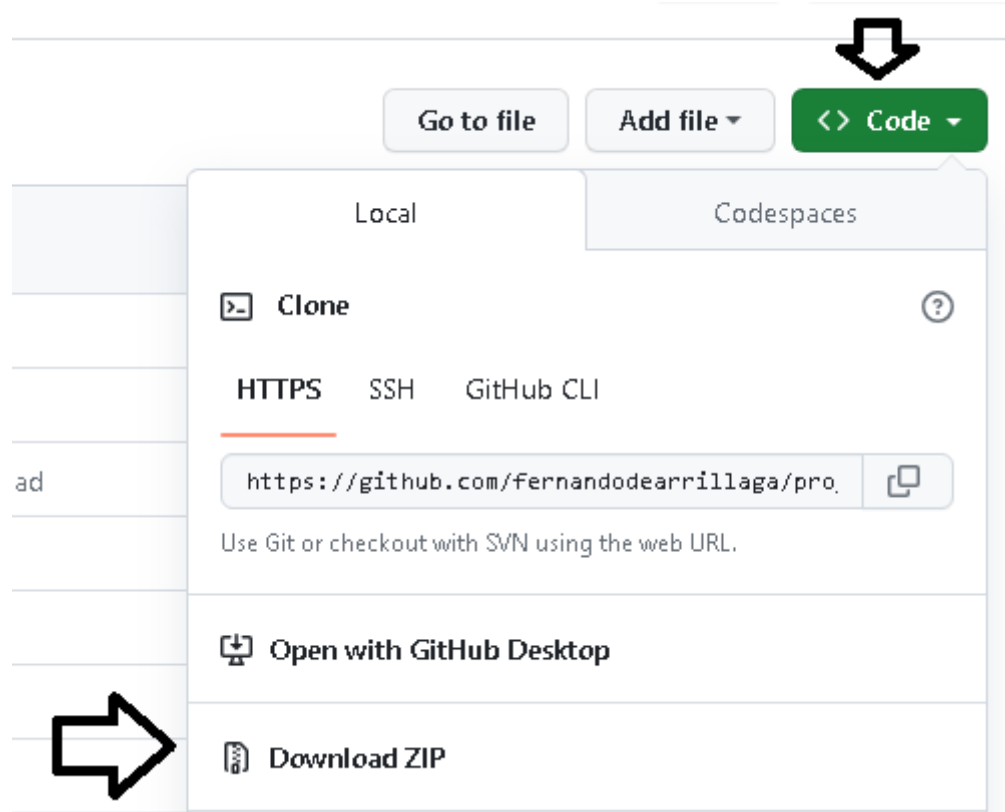 Go to file Add file <> Code
Local Codespaces
Clone
HTTPS SSH GitHub CLI
ad
https://github.com/fernandodearrillaga/pro
Use Git or checkout with SVN using the web URL.
Open with GitHub Desktop
Download ZIP